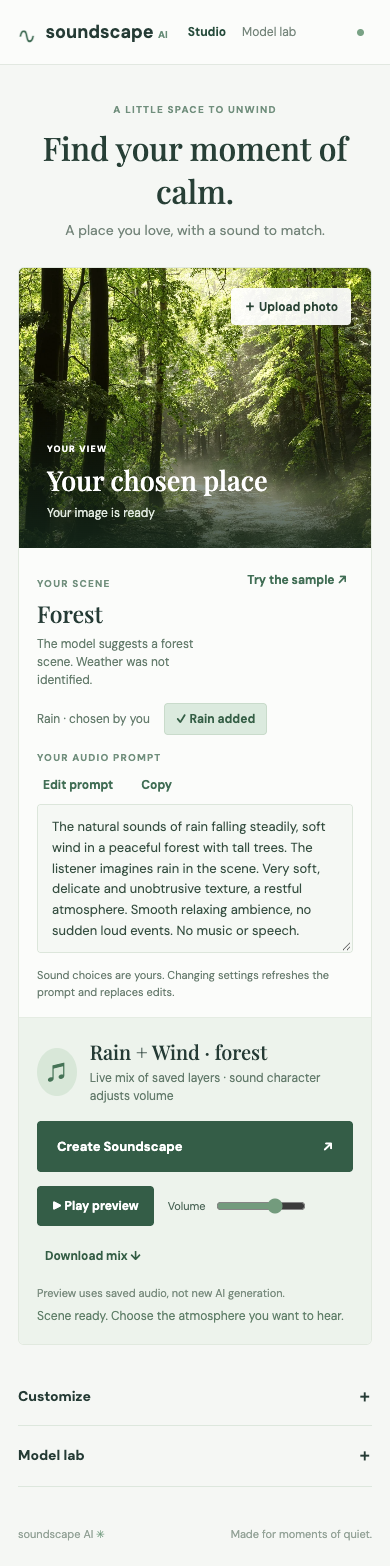 soundscape AI Studio Model lab
A LITTLE SPACE TO UNWIND
Find your moment of
calm.
A place you love, with a sound to match.
+ Upload photo
YOUR VIEW
Your chosen place
Your image is ready
YOUR SCENE
Try the sample ↗
Forest
The model suggests a forest
scene. Weather was not
identified.
Rain · chosen by you ✓ Rain added
YOUR AUDIO PROMPT
Edit prompt Copy
The natural sounds of rain falling steadily, soft
wind in a peaceful forest with tall trees. The
listener imagines rain in the scene. Very soft,
delicate and unobtrusive texture, a restful
atmosphere. Smooth relaxing ambience, no
sudden loud events. No music or speech.
Sound choices are yours. Changing settings refreshes the
prompt and replaces edits.
Rain + Wind · forest
Live mix of saved layers · sound character
adjusts volume
Create Soundscape ↗
▶ Play preview Volume
Download mix ↓
Preview uses saved audio, not new AI generation.
Scene ready. Choose the atmosphere you want to hear.
Customize +
Model lab +
soundscape AI ✳ Made for moments of quiet.